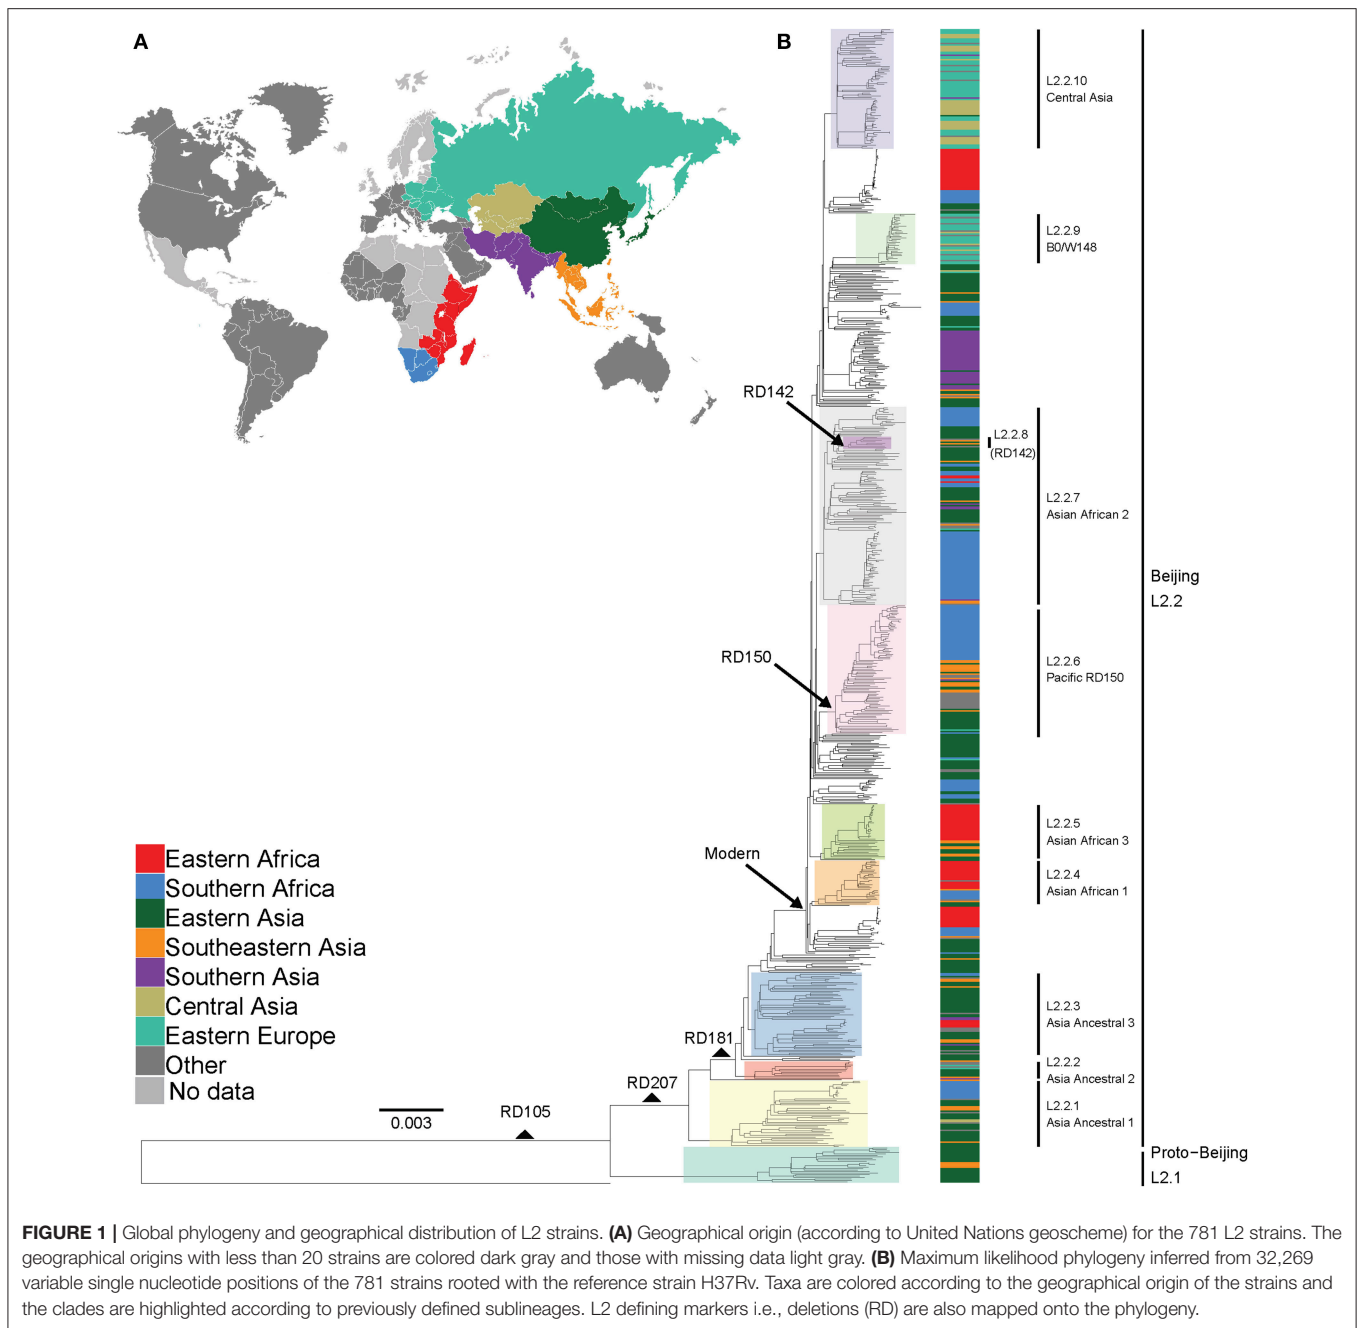 A
B
L2.2.10
Central Asia
L2.2.9
B0/W148
RD142
L2.2.8
(RD142)
L2.2.7
Asian African 2
Beijing
L2.2
RD150
L2.2.6
Pacific RD150
L2.2.5
Asian African 3
Modern
L2.2.4
Asian African 1
Eastern Africa
Southern Africa
Eastern Asia
Southeastern Asia
Southern Asia
Central Asia
Eastern Europe
Other
No data
L2.2.3
Asia Ancestral 3
RD181
L2.2.2
Asia Ancestral 2
RD207
L2.2.1
Asia Ancestral 1
RD105
0.003
Proto−Beijing
L2.1
FIGURE 1 | Global phylogeny and geographical distribution of L2 strains. (A) Geographical origin (according to United Nations geoscheme) for the 781 L2 strains. The
geographical origins with less than 20 strains are colored dark gray and those with missing data light gray. (B) Maximum likelihood phylogeny inferred from 32,269
variable single nucleotide positions of the 781 strains rooted with the reference strain H37Rv. Taxa are colored according to the geographical origin of the strains and
the clades are highlighted according to previously defined sublineages. L2 defining markers i.e., deletions (RD) are also mapped onto the phylogeny.